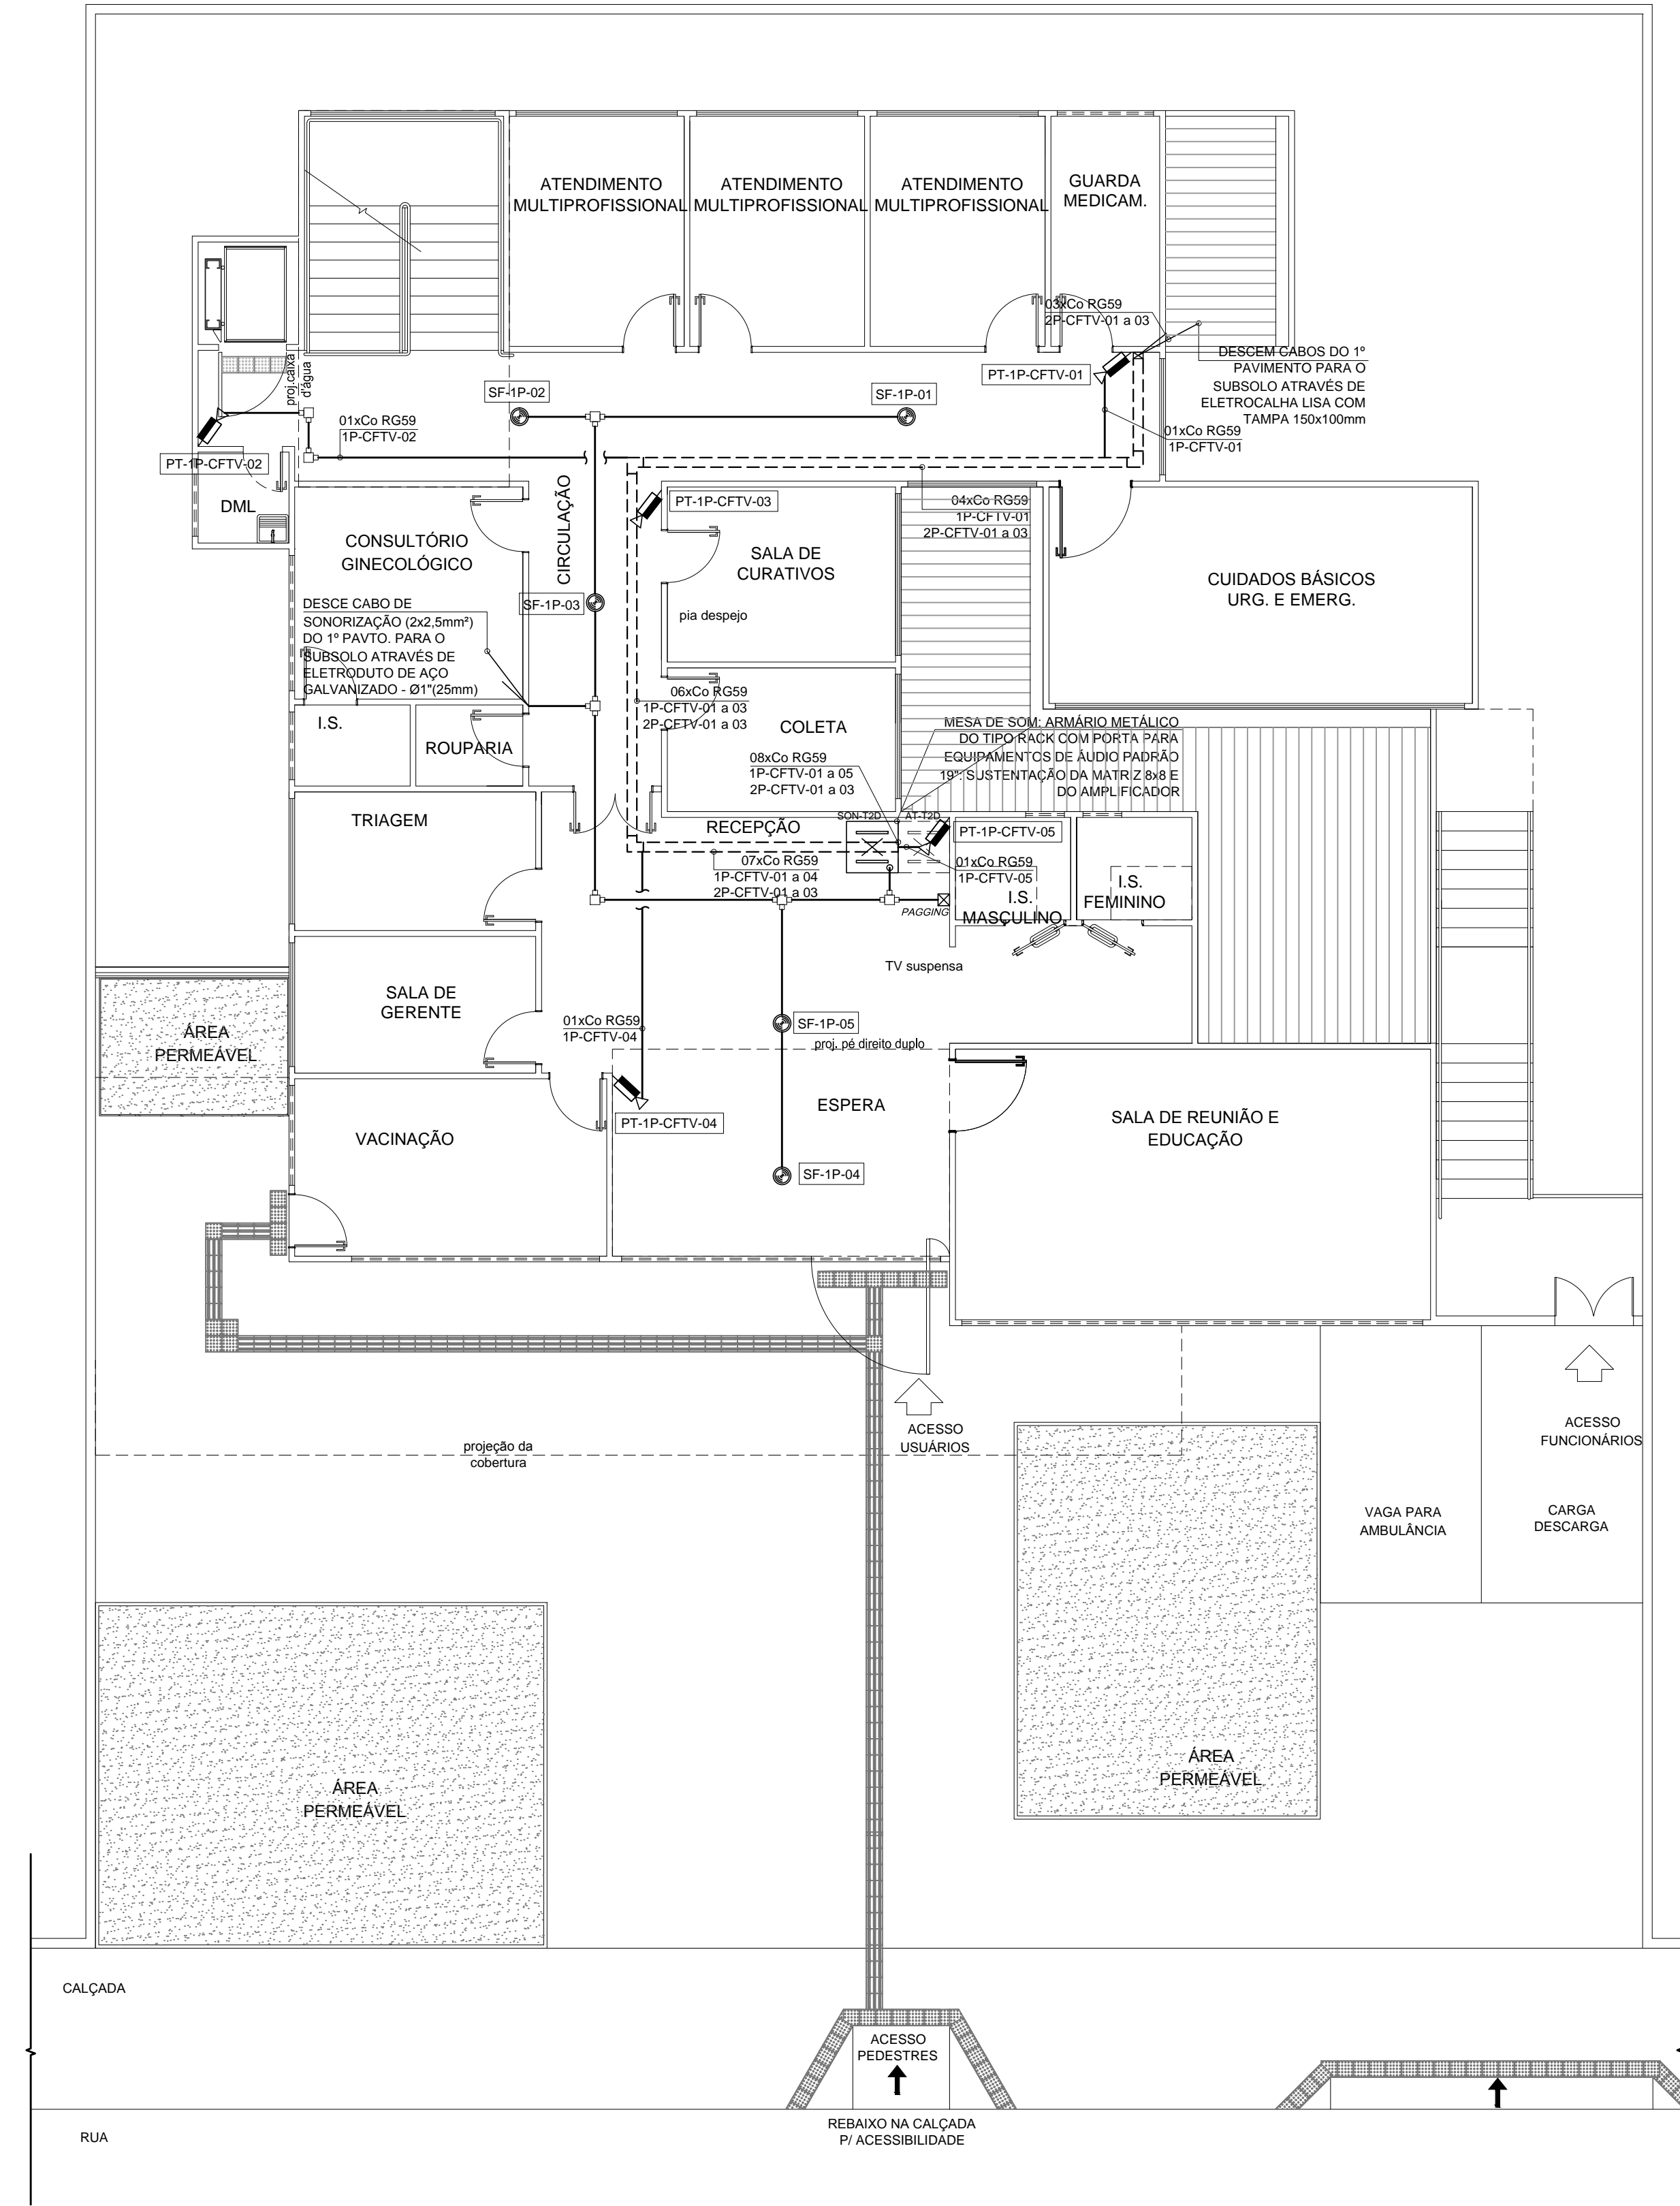 ATENDIMENTO
MULTIPROFISSIONAL
ATENDIMENTO
MULTIPROFISSIONAL
ATENDIMENTO
MULTIPROFISSIONAL
GUARDA
MEDICAM.
03xCo RG59
2P-CFTV-01 a 03
DESCEM CABOS DO 1º
PAVIMENTO PARA O
SUBSOLO ATRAVÉS DE
ELETROCALHA LISA COM
TAMPA 150x100mm
PT-1P-CFTV-01
proj.caixa
d'água
SF-1P-02
SF-1P-01
01xCo RG59
1P-CFTV-02
01xCo RG59
1P-CFTV-01
PT-1P-CFTV-02
DML
CIRCULAÇÃO
PT-1P-CFTV-03
04xCo RG59
1P-CFTV-01
2P-CFTV-01 a 03
CONSULTÓRIO
GINECOLÓGICO
SALA DE
CURATIVOS
CUIDADOS BÁSICOS
URG. E EMERG.
DESCE CABO DE
SONORIZAÇÃO (2x2,5mm²)
DO 1º PAVTO. PARA O
SUBSOLO ATRAVÉS DE
ELETRODUTO DE AÇO
GALVANIZADO - Ø1"(25mm)
SF-1P-03
pia despejo
06xCo RG59
1P-CFTV-01 a 03
2P-CFTV-01 a 03
I.S.
ROUPARIA
COLETA
MESA DE SOM: ARMÁRIO METÁLICO
DO TIPO RACK COM PORTA PARA
EQUIPAMENTOS DE ÁUDIO PADRÃO
19": SUSTENTAÇÃO DA MATRIZ 8x8 E
DO AMPLIFICADOR
08xCo RG59
1P-CFTV-01 a 05
2P-CFTV-01 a 03
TRIAGEM
RECEPÇÃO
SON-T2D
AT-T2D
PT-1P-CFTV-05
07xCo RG59
1P-CFTV-01 a 04
2P-CFTV-01 a 03
01xCo RG59
1P-CFTV-05
PAGGING
I.S.
MASCULINO
I.S.
FEMININO
TV suspensa
SALA DE
GERENTE
01xCo RG59
1P-CFTV-04
SF-1P-05
proj. pé direito duplo
ÁREA
PERMEÁVEL
VACINAÇÃO
PT-1P-CFTV-04
ESPERA
SALA DE REUNIÃO E
EDUCAÇÃO
SF-1P-04
ACESSO
USUÁRIOS
ACESSO
FUNCIONÁRIOS
projeção da
cobertura
VAGA PARA
AMBULÂNCIA
CARGA
DESCARGA
ÁREA
PERMEÁVEL
ÁREA
PERMEÁVEL
CALÇADA
ACESSO
PEDESTRES
RUA
REBAIXO NA CALÇADA
P/ ACESSIBILIDADE